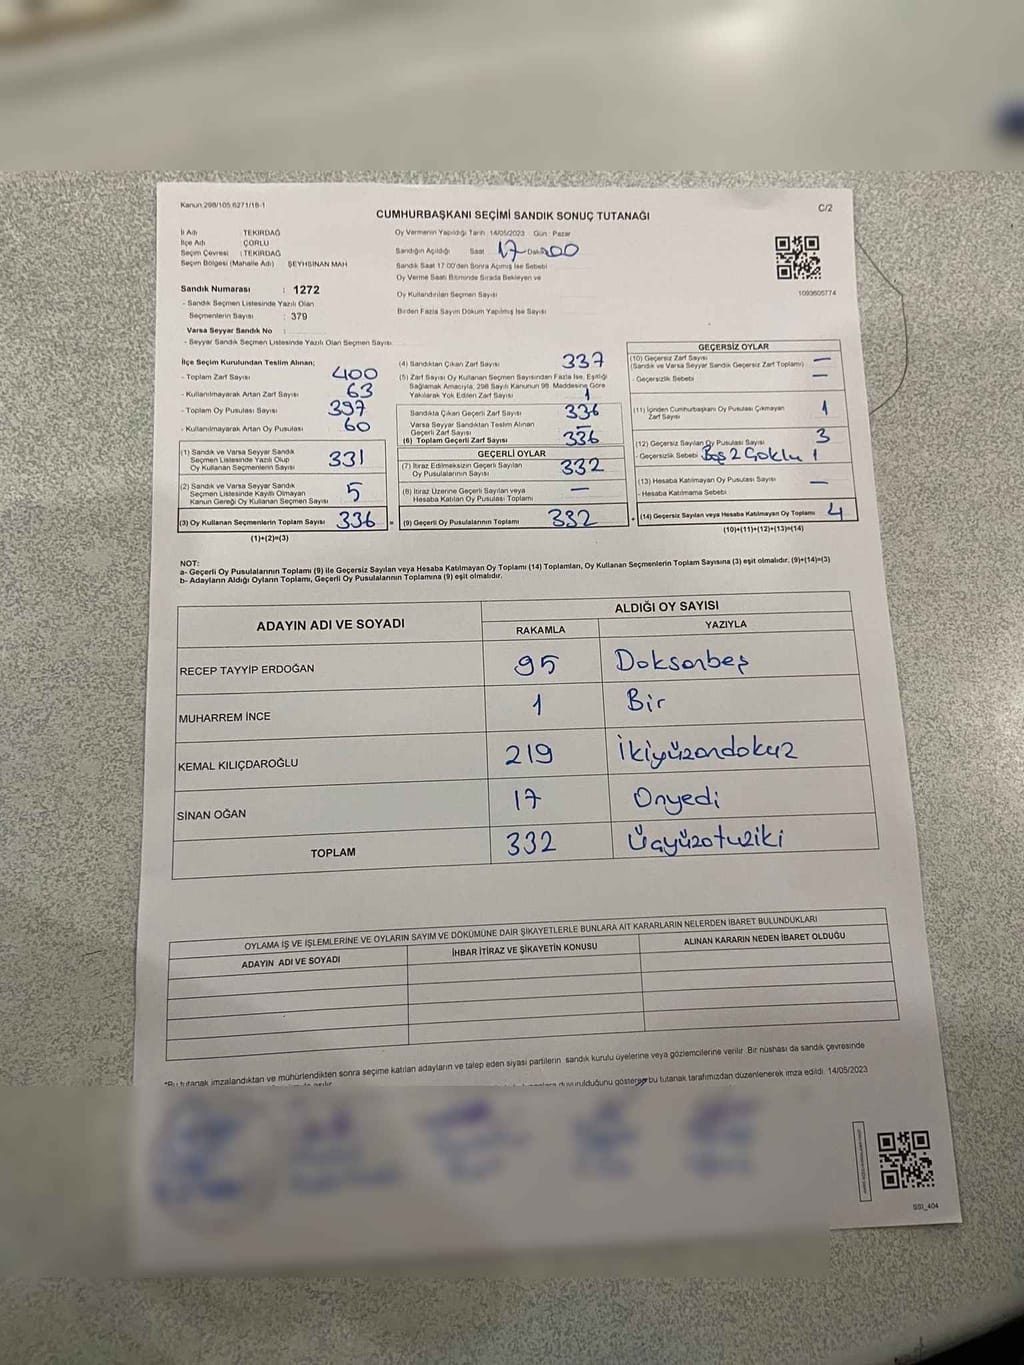 Kanun:298/105,6271/18-1
C/2
CUMHURBAŞKANI SEÇİMİ SANDIK SONUÇ TUTANAĞI
İl Adı : TEKİRDAĞ
İlçe Adı : ÇORLU
Seçim Çevresi : TEKİRDAĞ
Seçim Bölgesi (Mahalle Adı) : ŞEYHSİNAN MAH
Sandık Numarası : 1272
- Sandık Seçmen Listesinde Yazılı Olan
Seçmenlerin Sayısı : 379
Varsa Seyyar Sandık No :
- Seyyar Sandık Seçmen Listesinde Yazılı Olan Seçmen Sayısı
Oy Vermenin Yapıldığı Tarih : 14/05/2023 Gün : Pazar
Sandığın Açıldığı Saat 17 Dakika 00
Sandık Saat 17.00'den Sonra Açılmış İse Sebebi
Oy Verme Saati Bitiminde Sırada Bekleyen ve
Oy Kullandırılan Seçmen Sayısı
Birden Fazla Sayım Döküm Yapılmış İse Sayısı
1093605774
İlçe Seçim Kurulundan Teslim Alınan;
- Toplam Zarf Sayısı 400
- Kullanılmayarak Artan Zarf Sayısı 63
- Toplam Oy Pusulası Sayısı 397
- Kullanılmayarak Artan Oy Pusulası 60
(1) Sandık ve Varsa Seyyar Sandık
Seçmen Listesinde Yazılı Olup
Oy Kullanan Seçmenlerin Sayısı 331
(2) Sandık ve Varsa Seyyar Sandık
Seçmen Listesinde Kayıtlı Olmayan
Kanun Gereği Oy Kullanan Seçmen Sayısı 5
(3) Oy Kullanan Seçmenlerin Toplam Sayısı 336
(1)+(2)=(3)
(4) Sandıktan Çıkan Zarf Sayısı 337
(5) Zarf Sayısı Oy Kullanan Seçmen Sayısından Fazla İse, Eşitliği
Sağlamak Amacıyla, 298 Sayılı Kanunun 98. Maddesine Göre
Yakılarak Yok Edilen Zarf Sayısı 1
Sandıkta Çıkan Geçerli Zarf Sayısı 336
Varsa Seyyar Sandıktan Teslim Alınan
Geçerli Zarf Sayısı –
(6) Toplam Geçerli Zarf Sayısı 336
GEÇERLİ OYLAR
(7) İtiraz Edilmeksizin Geçerli Sayılan
Oy Pusulalarının Sayısı 332
(8) İtiraz Üzerine Geçerli Sayılan veya
Hesaba Katılan Oy Pusulası Toplamı –
= (9) Geçerli Oy Pusulalarının Toplamı 332
GEÇERSİZ OYLAR
(10) Geçersiz Zarf Sayısı
(Sandık ve Varsa Seyyar Sandık Geçersiz Zarf Toplamı) –
- Geçersizlik Sebebi –
(11) İçinden Cumhurbaşkanı Oy Pusulası Çıkmayan
Zarf Sayısı 1
(12) Geçersiz Sayılan Oy Pusulası Sayısı 3
- Geçersizlik Sebebi Boş 2 Çoklu 1
(13) Hesaba Katılmayan Oy Pusulası Sayısı –
- Hesaba Katılmama Sebebi
+ (14) Geçersiz Sayılan veya Hesaba Katılmayan Oy Toplamı 4
(10)+(11)+(12)+(13)=(14)
NOT:
a- Geçerli Oy Pusulalarının Toplamı (9) ile Geçersiz Sayılan veya Hesaba Katılmayan Oy Toplamı (14) Toplamları, Oy Kullanan Seçmenlerin Toplam Sayısına (3) eşit olmalıdır. (9)+(14)=(3)
b- Adayların Aldığı Oyların Toplamı, Geçerli Oy Pusulalarının Toplamına (9) eşit olmalıdır.
ADAYIN ADI VE SOYADI
ALDIĞI OY SAYISI
RAKAMLA YAZIYLA
RECEP TAYYİP ERDOĞAN 95 Doksanbeş
MUHARREM İNCE 1 Bir
KEMAL KILIÇDAROĞLU 219 İkiyüzondokuz
SİNAN OĞAN 17 Onyedi
TOPLAM 332 Üçyüzotuziki
OYLAMA İŞ VE İŞLEMLERİNE VE OYLARIN SAYIM VE DÖKÜMÜNE DAİR ŞİKAYETLERLE BUNLARA AİT KARARLARIN NELERDEN İBARET BULUNDUKLARI
ADAYIN ADI VE SOYADI İHBAR İTİRAZ VE ŞİKAYETİN KONUSU ALINAN KARARIN NEDEN İBARET OLDUĞU
*Bu tutanak imzalandıktan ve mühürlendikten sonra seçime katılan adayların ve talep eden siyasi partilerin sandık kurulu üyelerine veya gözlemcilerine verilir. Bir nüshası da sandık çevresinde
duyurulduğunu gösterep bu tutanak tarafımızdan düzenlenerek imza edildi. 14/05/2023
SSI_404